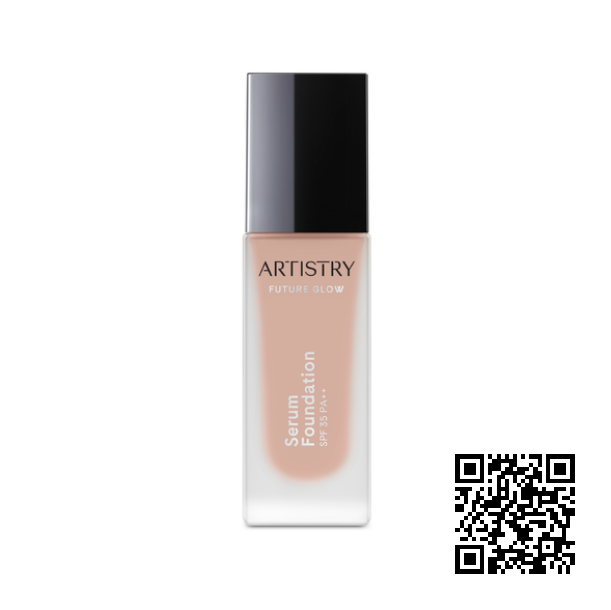 ARTISTRY
FUTURE GLOW
Serum
Foundation
SPF 35 PA++